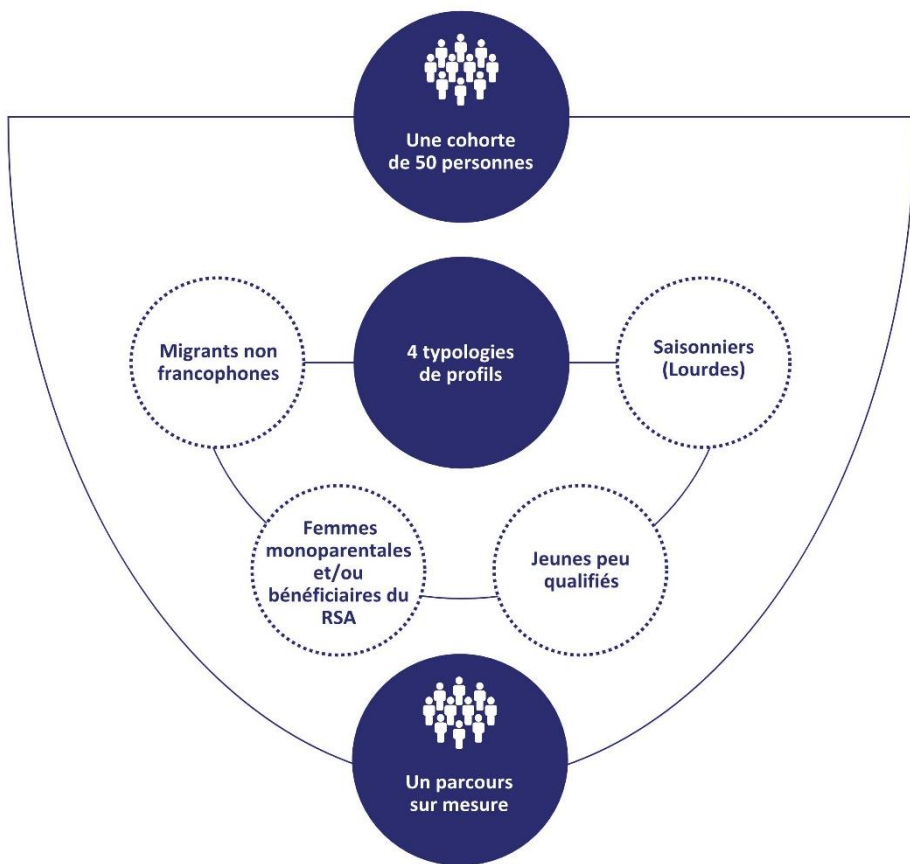 Une cohorte
de 50 personnes
Migrants non
francophones
4 typologies
de profils
Saisonniers
(Lourdes)
Femmes
monoparentales
et/ou
bénéficiaires du
RSA
Jeunes peu
qualifiés
Un parcours
sur mesure